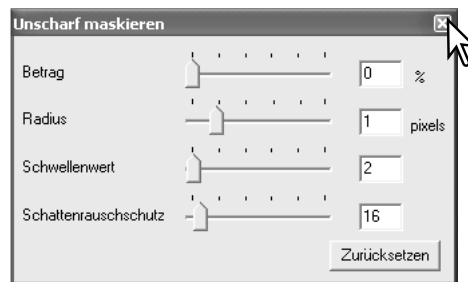 Unscharf maskieren
Betrag 0 %
Radius 1 pixels
Schwellenwert 2
Schattenrauschschutz 16
Zurücksetzen